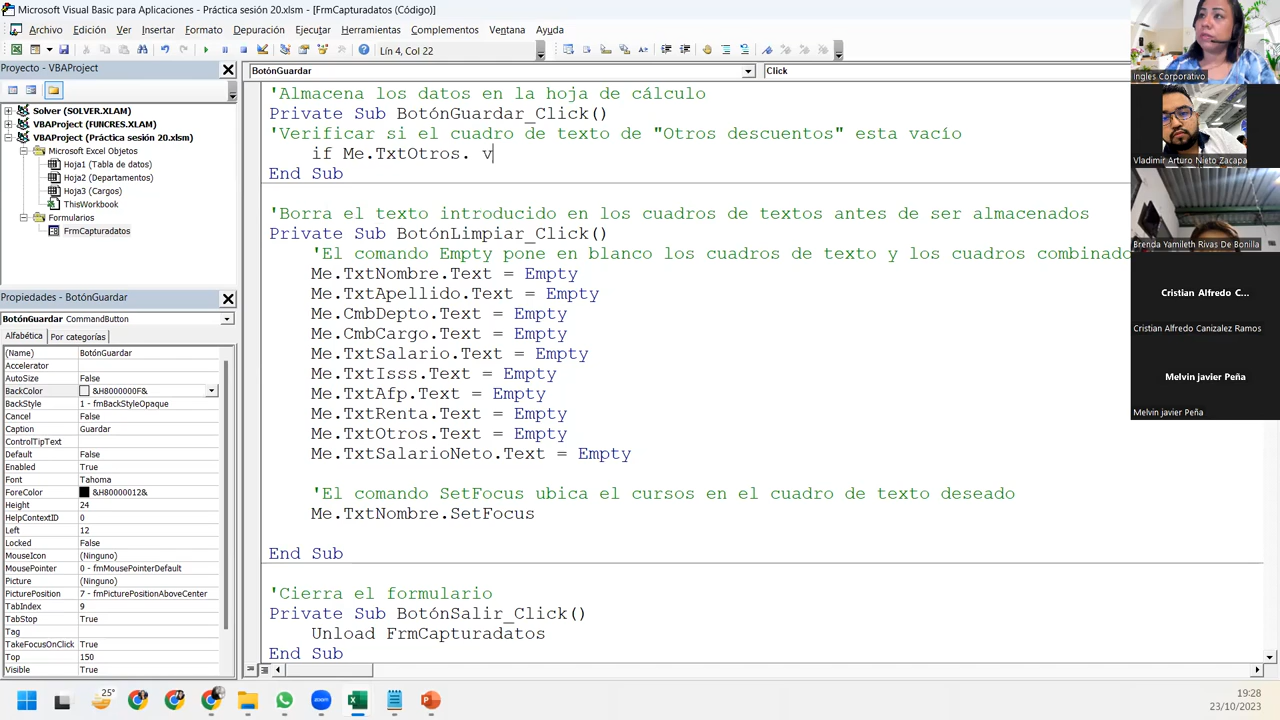 Microsoft Visual Basic para Aplicaciones - Práctica sesión 20.xlsm - [FrmCapturadatos (Código)]
Archivo Edición Ver Insertar Formato Depuración Ejecutar Herramientas Complementos Ventana Ayuda
Lín 4, Col 22
Proyecto - VBAProject
Solver (SOLVER.XLAM)
VBAProject (FUNCRES.XLAM)
VBAProject (Práctica sesión 20.xlsm)
Microsoft Excel Objetos
Hoja1 (Tabla de datos)
Hoja2 (Departamentos)
Hoja3 (Cargos)
ThisWorkbook
Formularios
FrmCapturadatos
Propiedades - BotónGuardar
BotónGuardar CommandButton
Alfabética Por categorías
(Name) BotónGuardar
Accelerator
AutoSize False
BackColor &H8000000F&
BackStyle 1 - fmBackStyleOpaque
Cancel False
Caption Guardar
ControlTipText
Default False
Enabled True
Font Tahoma
ForeColor &H80000012&
Height 24
HelpContextID 0
Left 12
Locked False
MouseIcon (Ninguno)
MousePointer 0 - fmMousePointerDefault
Picture (Ninguno)
PicturePosition 7 - fmPicturePositionAboveCenter
TabIndex 9
TabStop True
Tag
TakeFocusOnClick True
Top 150
Visible True
BotónGuardar Click
'Almacena los datos en la hoja de cálculo
Private Sub BotónGuardar_Click()
'Verificar si el cuadro de texto de "Otros descuentos" esta vacío
if Me.TxtOtros. v
End Sub
'Borra el texto introducido en los cuadros de textos antes de ser almacenados
Private Sub BotónLimpiar_Click()
'El comando Empty pone en blanco los cuadros de texto y los cuadros combinado
Me.TxtNombre.Text = Empty
Me.TxtApellido.Text = Empty
Me.CmbDepto.Text = Empty
Me.CmbCargo.Text = Empty
Me.TxtSalario.Text = Empty
Me.TxtIsss.Text = Empty
Me.TxtAfp.Text = Empty
Me.TxtRenta.Text = Empty
Me.TxtOtros.Text = Empty
Me.TxtSalarioNeto.Text = Empty
'El comando SetFocus ubica el cursos en el cuadro de texto deseado
Me.TxtNombre.SetFocus
End Sub
'Cierra el formulario
Private Sub BotónSalir_Click()
Unload FrmCapturadatos
End Sub
Ingles Corporativo
Vladimir Arturo Nieto Zacapa
Brenda Yamileth Rivas De Bonilla
Cristian Alfredo C...
Cristian Alfredo Canizalez Ramos
Melvin javier Peña
Melvin javier Peña
25°
zoom
19:28
23/10/2023